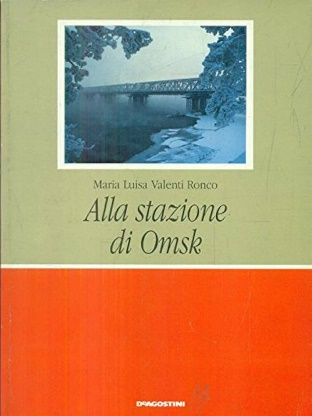 Maria Luisa Valenti Ronco
Alla stazione
di Omsk
DeAGOSTINI